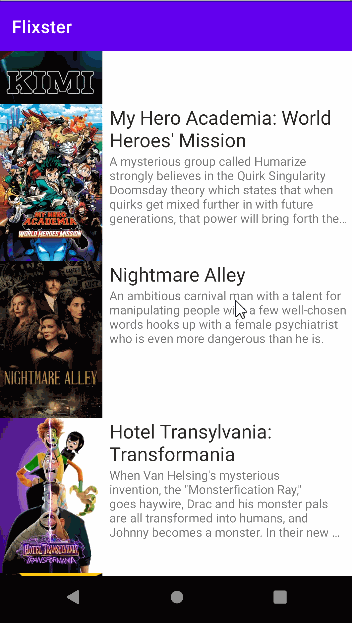 Flixster
KIMI
My Hero Academia: World
Heroes' Mission
A mysterious group called Humarize
strongly believes in the Quirk Singularity
Doomsday theory which states that when
quirks get mixed further in with future
generations, that power will bring forth the…
MY HERO
ACADEMIA
WORLD HEROES MISSION
Nightmare Alley
An ambitious carnival man with a talent for
manipulating people with a few well-chosen
words hooks up with a female psychiatrist
who is even more dangerous than he is.
NIGHTMARE ALLEY
Hotel Transylvania:
Transformania
When Van Helsing's mysterious
invention, the "Monsterfication Ray,"
goes haywire, Drac and his monster pals
are all transformed into humans, and
Johnny becomes a monster. In their new …
HOTEL TRANSYLVANIA
TRANSFORMANIA